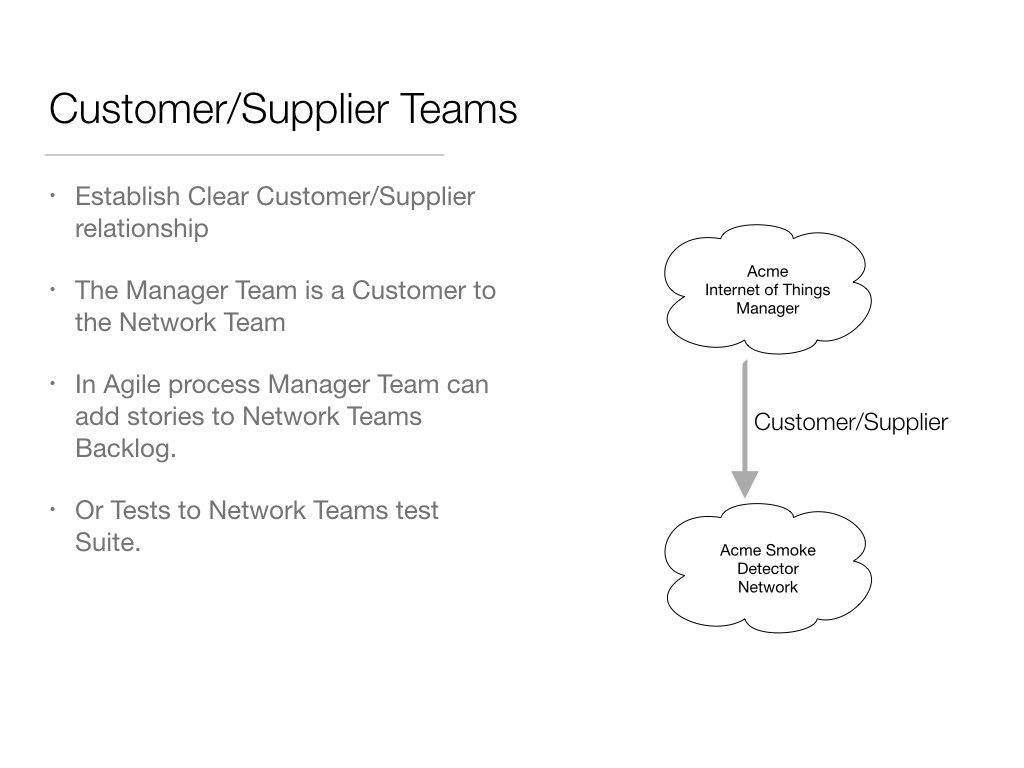 Customer/Supplier Teams
• Establish Clear Customer/Supplier
relationship
• The Manager Team is a Customer to
the Network Team
• In Agile process Manager Team can
add stories to Network Teams
Backlog.
• Or Tests to Network Teams test
Suite.
Acme
Internet of Things
Manager
Customer/Supplier
Acme Smoke
Detector
Network